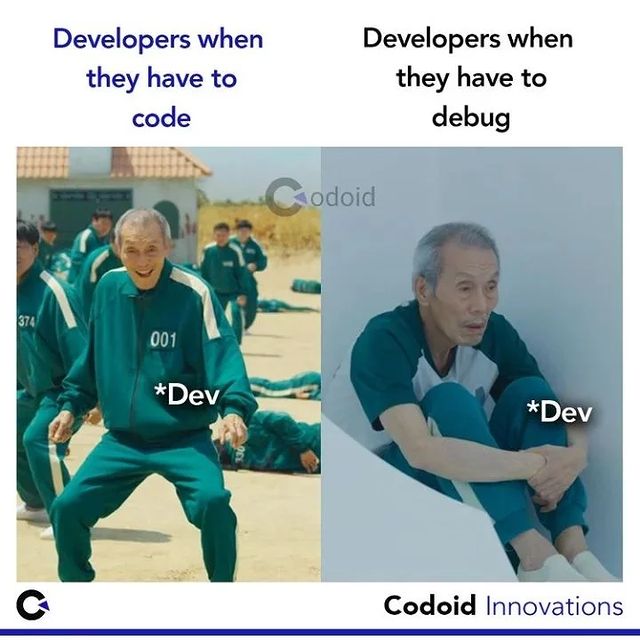 Developers when
they have to
code
Developers when
they have to
debug
Codoid
374
001
*Dev
*Dev
Codoid Innovations